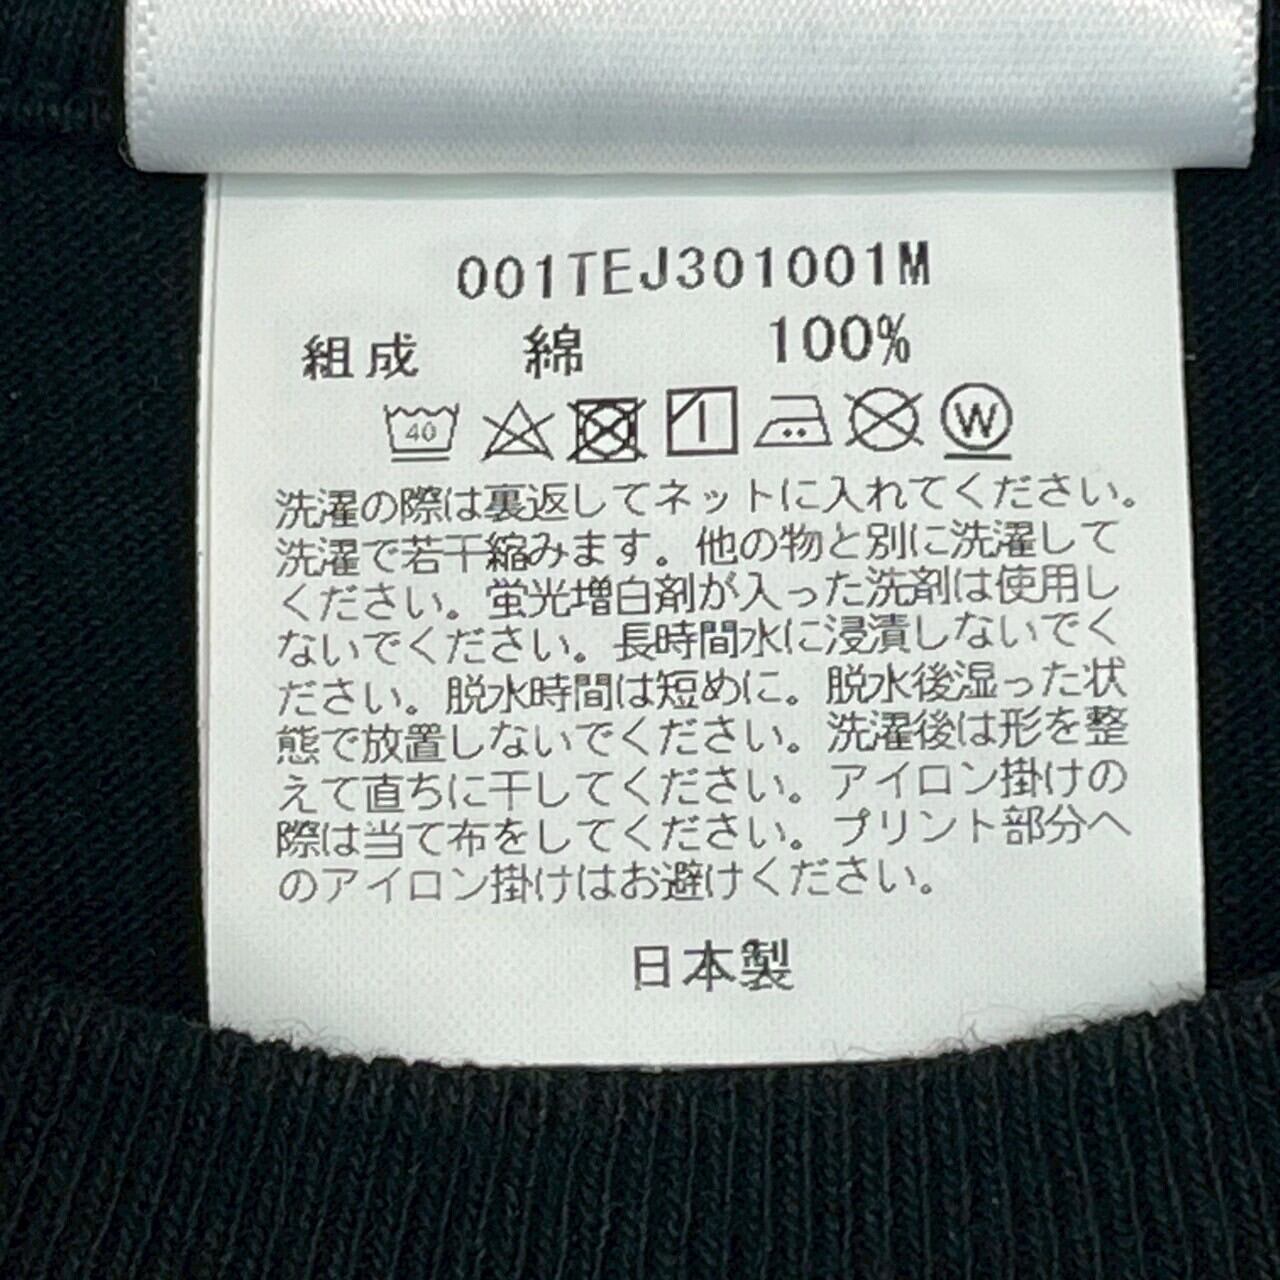 001TEJ301001M
組成 綿 100%
40 W
洗濯の際は裏返してネットに入れてください。
洗濯で若干縮みます。他の物と別に洗濯して
ください。蛍光増白剤が入った洗剤は使用し
ないでください。長時間水に浸漬しないでく
ださい。脱水時間は短めに。脱水後湿った状
態で放置しないでください。洗濯後は形を整
えて直ちに干してください。アイロン掛けの
際は当て布をしてください。プリント部分へ
のアイロン掛けはお避けください。
日本製